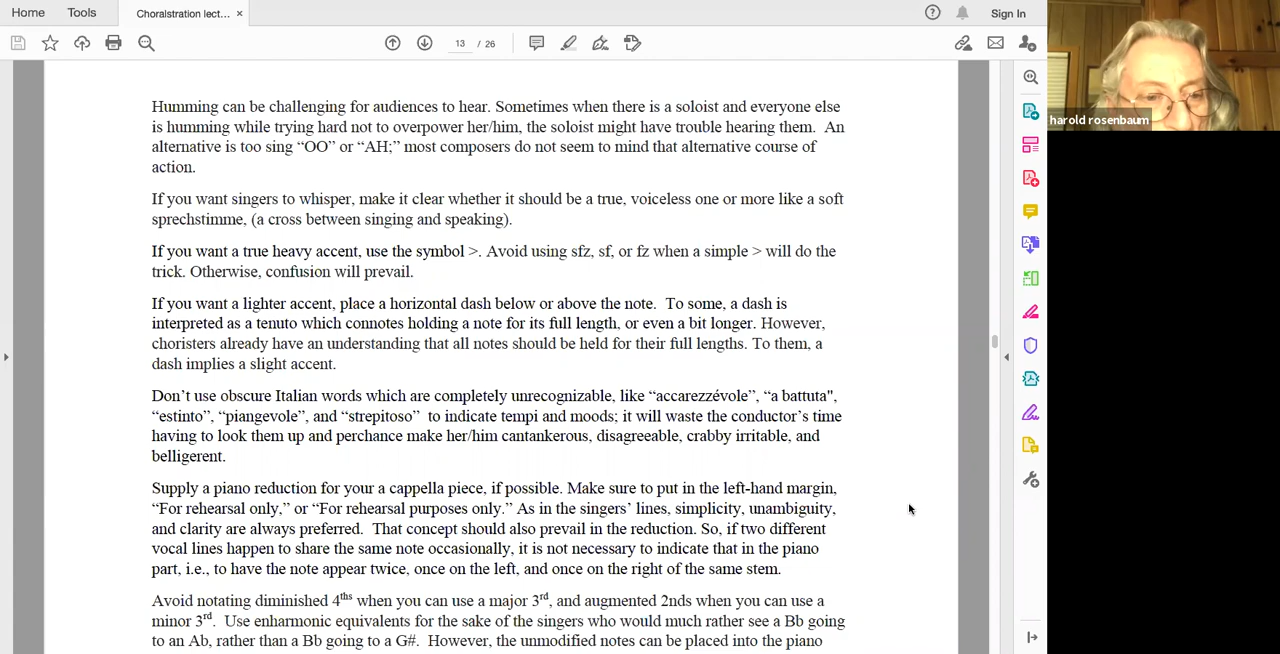 Home Tools Choralstration lect... × Sign In
13 / 26
harold rosenbaum
Humming can be challenging for audiences to hear. Sometimes when there is a soloist and everyone else
is humming while trying hard not to overpower her/him, the soloist might have trouble hearing them. An
alternative is too sing “OO” or “AH;” most composers do not seem to mind that alternative course of
action.
If you want singers to whisper, make it clear whether it should be a true, voiceless one or more like a soft
sprechstimme, (a cross between singing and speaking).
If you want a true heavy accent, use the symbol >. Avoid using sfz, sf, or fz when a simple > will do the
trick. Otherwise, confusion will prevail.
If you want a lighter accent, place a horizontal dash below or above the note. To some, a dash is
interpreted as a tenuto which connotes holding a note for its full length, or even a bit longer. However,
choristers already have an understanding that all notes should be held for their full lengths. To them, a
dash implies a slight accent.
Don’t use obscure Italian words which are completely unrecognizable, like “accarezzévole”, “a battuta",
“estinto”, “piangevole”, and “strepitoso” to indicate tempi and moods; it will waste the conductor’s time
having to look them up and perchance make her/him cantankerous, disagreeable, crabby irritable, and
belligerent.
Supply a piano reduction for your a cappella piece, if possible. Make sure to put in the left-hand margin,
“For rehearsal only,” or “For rehearsal purposes only.” As in the singers’ lines, simplicity, unambiguity,
and clarity are always preferred. That concept should also prevail in the reduction. So, if two different
vocal lines happen to share the same note occasionally, it is not necessary to indicate that in the piano
part, i.e., to have the note appear twice, once on the left, and once on the right of the same stem.
Avoid notating diminished 4ths when you can use a major 3rd, and augmented 2nds when you can use a
minor 3rd. Use enharmonic equivalents for the sake of the singers who would much rather see a Bb going
to an Ab, rather than a Bb going to a G#. However, the unmodified notes can be placed into the piano